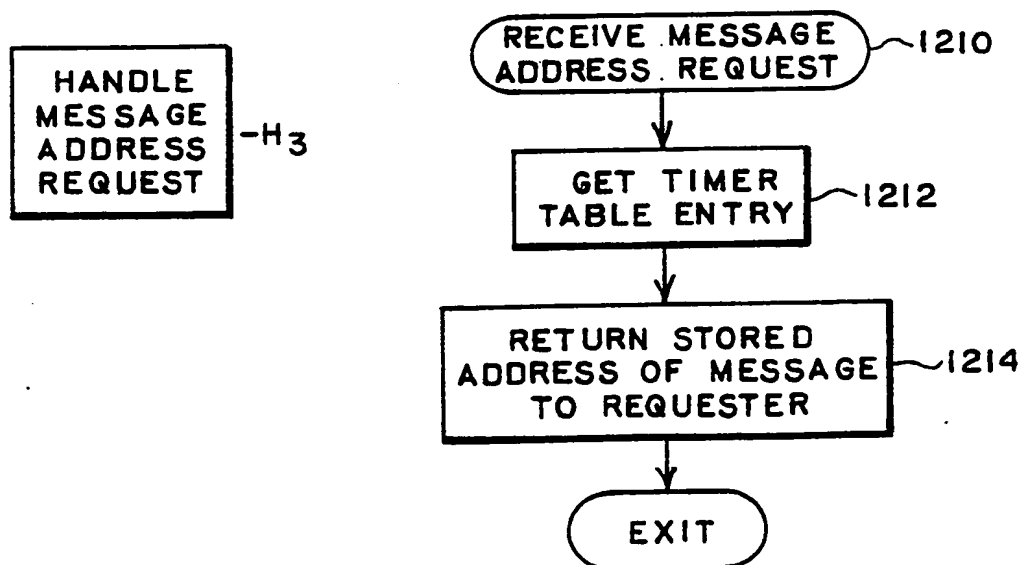 HANDLE
MESSAGE
ADDRESS
REQUEST
-H3
RECEIVE MESSAGE
ADDRESS REQUEST
1210
GET TIMER
TABLE ENTRY
1212
RETURN STORED
ADDRESS OF MESSAGE
TO REQUESTER
1214
EXIT